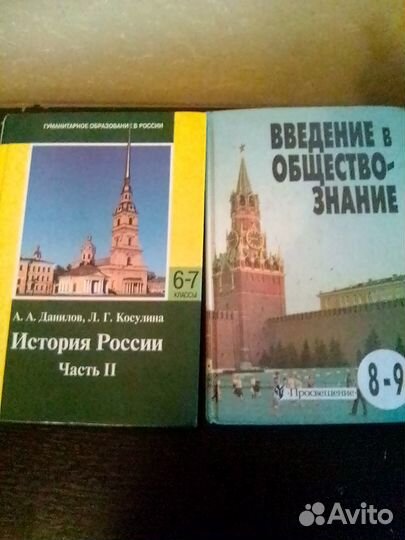 ГУМАНИТАРНОЕ ОБРАЗОВАНИЕ В РОССИИ
6-7
КЛАССЫ
А. А. Данилов, Л. Г. Косулина
История России
Часть II
ВВЕДЕНИЕ В
ОБЩЕСТВО-
ЗНАНИЕ
8-9
Просвещение
Avito